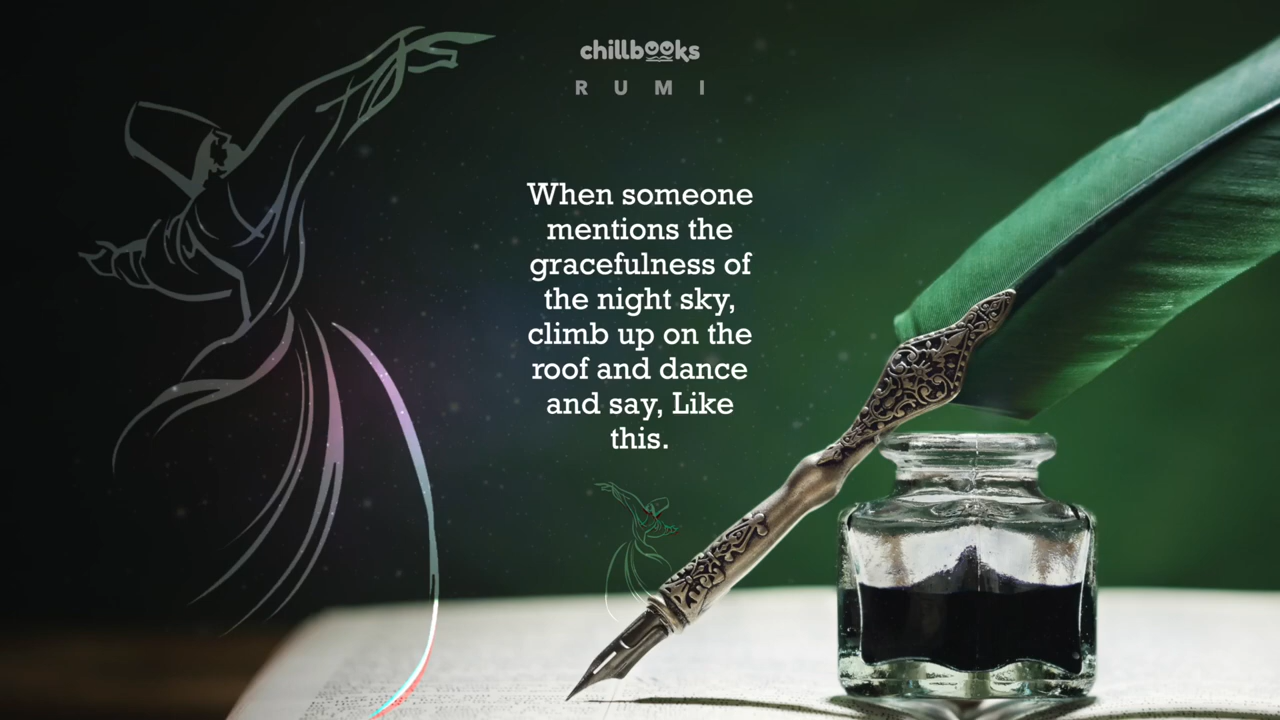 chillbooks
RUMI
When someone
mentions the
gracefulness of
the night sky,
climb up on the
roof and dance
and say, Like
this.